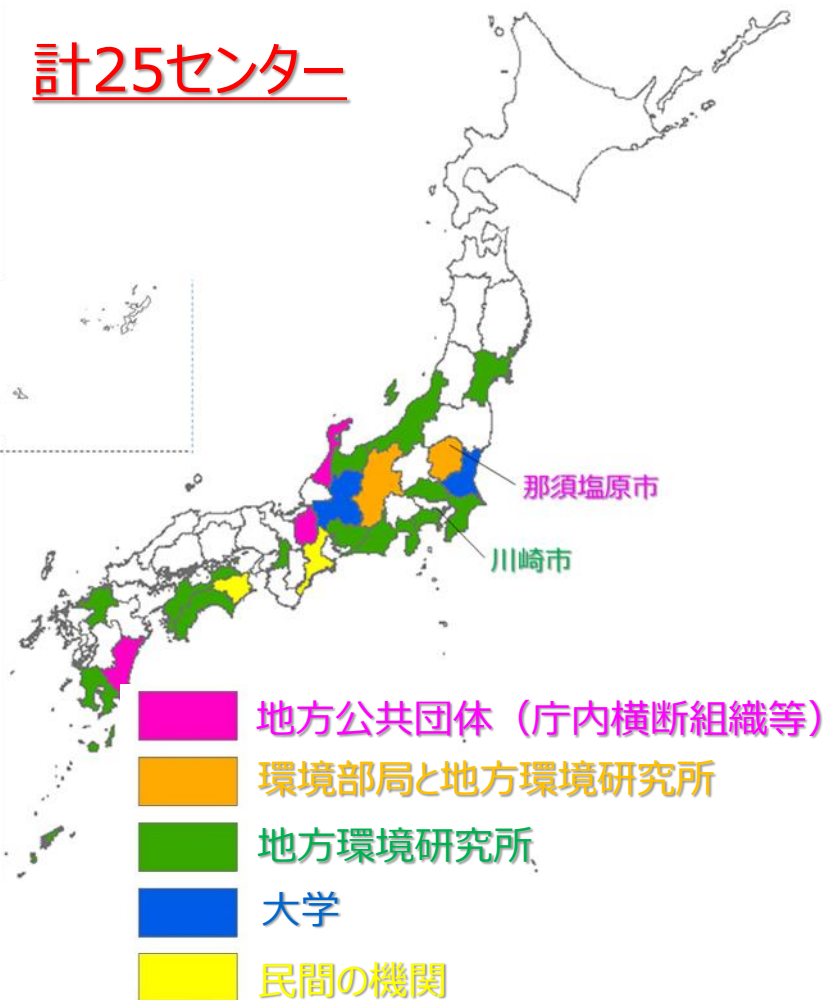 計25センター
那須塩原市
川崎市
地方公共団体（庁内横断組織等）
環境部局と地方環境研究所
地方環境研究所
大学
民間の機関